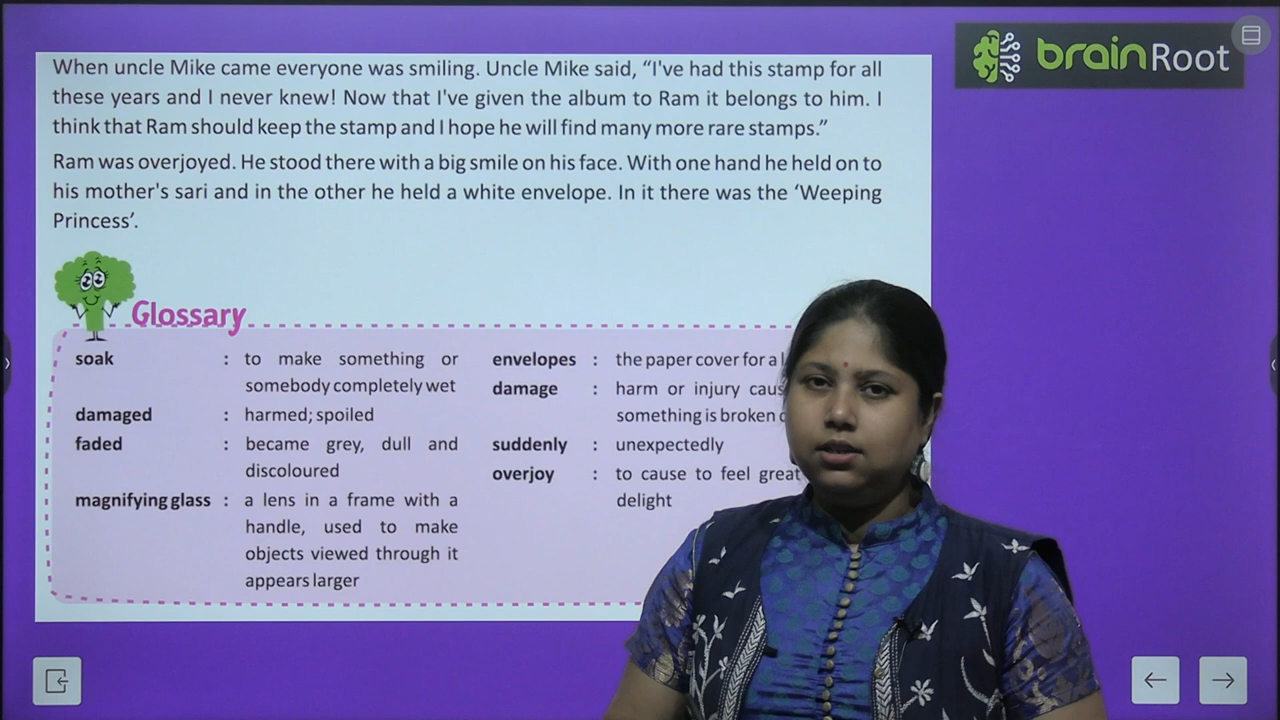 brainRoot
When uncle Mike came everyone was smiling. Uncle Mike said, “I've had this stamp for all
these years and I never knew! Now that I've given the album to Ram it belongs to him. I
think that Ram should keep the stamp and I hope he will find many more rare stamps.”
Ram was overjoyed. He stood there with a big smile on his face. With one hand he held on to
his mother's sari and in the other he held a white envelope. In it there was the ‘Weeping
Princess’.
Glossary
soak : to make something or
somebody completely wet
damaged : harmed; spoiled
faded : became grey, dull and
discoloured
magnifying glass : a lens in a frame with a
handle, used to make
objects viewed through it
appears larger
envelopes : the paper cover for a
damage : harm or injury
something is broken
suddenly : unexpectedly
overjoy : to cause to feel great
delight